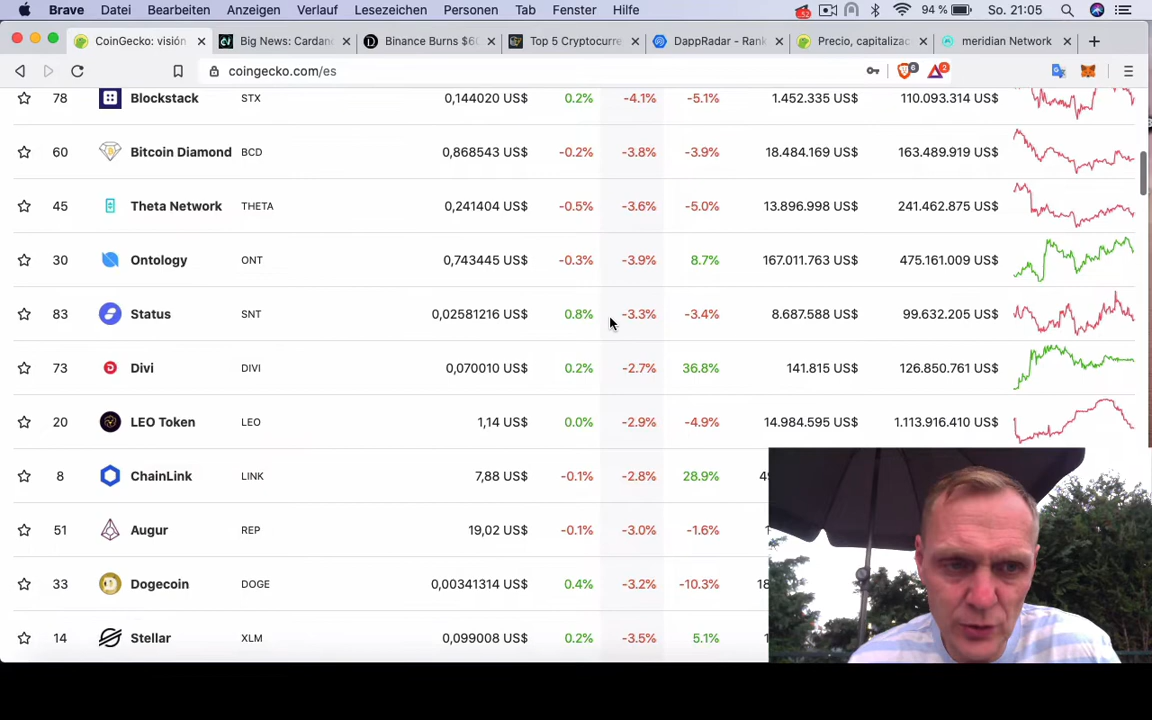 Brave Datei Bearbeiten Anzeigen Verlauf Lesezeichen Personen Tab Fenster Hilfe 94 % So. 21:05
CoinGecko: visión Big News: Cardan Binance Burns $60 Top 5 Cryptocurre DappRadar - Rank Precio, capitalizac meridian Network
coingecko.com/es 6 2
78 Blockstack STX 0,144020 US$ 0.2% -4.1% -5.1% 1.452.335 US$ 110.093.314 US$
60 Bitcoin Diamond BCD 0,868543 US$ -0.2% -3.8% -3.9% 18.484.169 US$ 163.489.919 US$
45 Theta Network THETA 0,241404 US$ -0.5% -3.6% -5.0% 13.896.998 US$ 241.462.875 US$
30 Ontology ONT 0,743445 US$ -0.3% -3.9% 8.7% 167.011.763 US$ 475.161.009 US$
83 Status SNT 0,02581216 US$ 0.8% -3.3% -3.4% 8.687.588 US$ 99.632.205 US$
73 Divi DIVI 0,070010 US$ 0.2% -2.7% 36.8% 141.815 US$ 126.850.761 US$
20 LEO Token LEO 1,14 US$ 0.0% -2.9% -4.9% 14.984.595 US$ 1.113.916.410 US$
8 ChainLink LINK 7,88 US$ -0.1% -2.8% 28.9%
51 Augur REP 19,02 US$ -0.1% -3.0% -1.6%
33 Dogecoin DOGE 0,00341314 US$ 0.4% -3.2% -10.3%
14 Stellar XLM 0,099008 US$ 0.2% -3.5% 5.1%